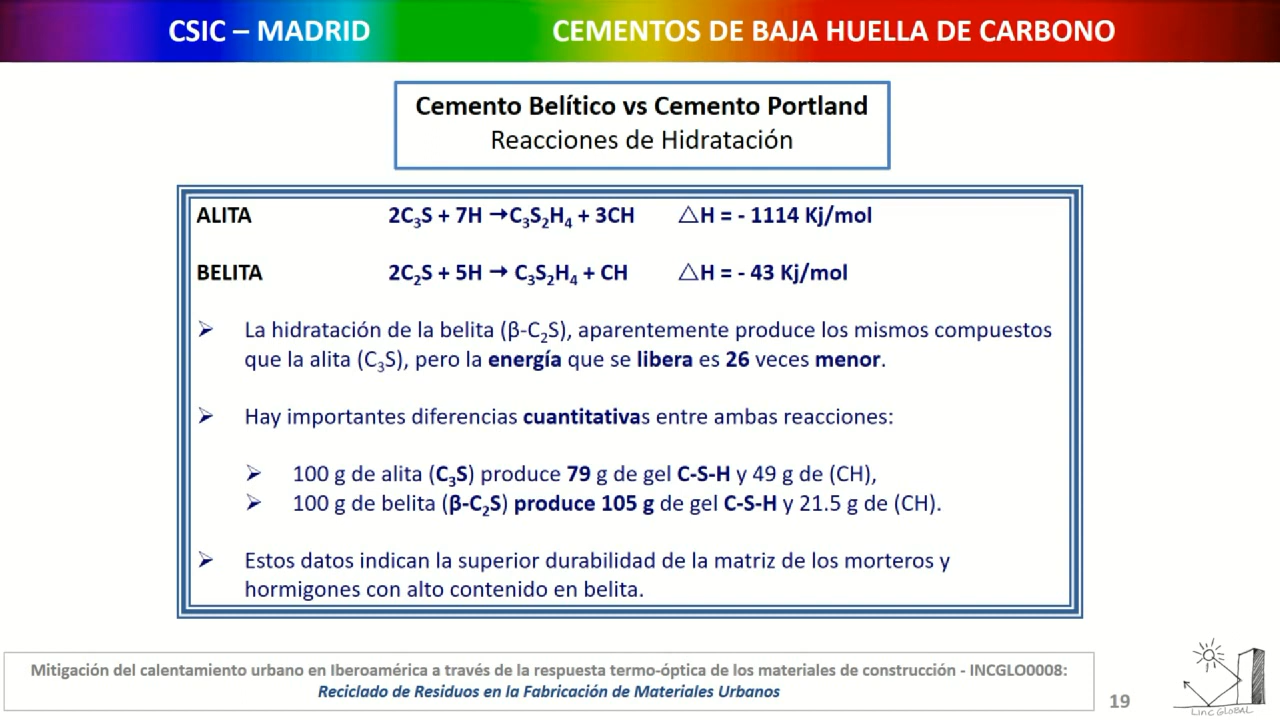 CSIC – MADRID
CEMENTOS DE BAJA HUELLA DE CARBONO
Cemento Belítico vs Cemento Portland
Reacciones de Hidratación
ALITA 2C₃S + 7H →C₃S₂H₄ + 3CH △H = - 1114 Kj/mol
BELITA 2C₂S + 5H → C₃S₂H₄ + CH △H = - 43 Kj/mol
➢ La hidratación de la belita (β-C₂S), aparentemente produce los mismos compuestos
que la alita (C₃S), pero la energía que se libera es 26 veces menor.
➢ Hay importantes diferencias cuantitativas entre ambas reacciones:
➢ 100 g de alita (C₃S) produce 79 g de gel C-S-H y 49 g de (CH),
➢ 100 g de belita (β-C₂S) produce 105 g de gel C-S-H y 21.5 g de (CH).
➢ Estos datos indican la superior durabilidad de la matriz de los morteros y
hormigones con alto contenido en belita.
Mitigación del calentamiento urbano en Iberoamérica a través de la respuesta termo-óptica de los materiales de construcción - INCGLO0008:
Reciclado de Residuos en la Fabricación de Materiales Urbanos
19
LINC GLOBAL